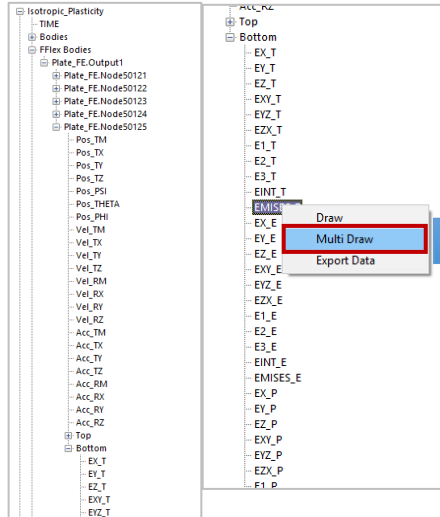 Isotropic_Plasticity
TIME
Bodies
FFlex Bodies
Plate_FE.Output1
Plate_FE.Node50121
Plate_FE.Node50122
Plate_FE.Node50123
Plate_FE.Node50124
Plate_FE.Node50125
Pos_TM
Pos_TX
Pos_TY
Pos_TZ
Pos_PSI
Pos_THETA
Pos_PHI
Vel_TM
Vel_TX
Vel_TY
Vel_TZ
Vel_RM
Vel_RX
Vel_RY
Vel_RZ
Acc_TM
Acc_TX
Acc_TY
Acc_TZ
Acc_RM
Acc_RX
Acc_RY
Acc_RZ
Top
Bottom
EX_T
EY_T
EZ_T
EXY_T
EYZ_T
Acc_RZ
Top
Bottom
EX_T
EY_T
EZ_T
EXY_T
EYZ_T
EZX_T
E1_T
E2_T
E3_T
EINT_T
EX_E
EY_E
EZ_E
EXY_E
EYZ_E
EZX_E
E1_E
E2_E
E3_E
EINT_E
EMISES_E
EX_P
EY_P
EZ_P
EXY_P
EYZ_P
EZX_P
E1_P
Draw
Multi Draw
Export Data